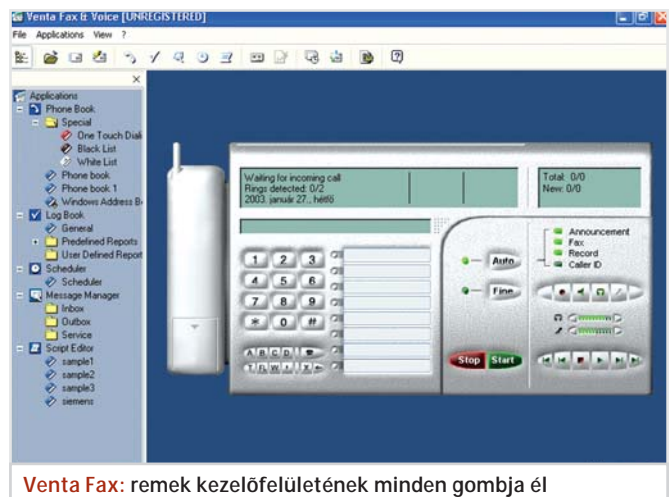 Venta Fax & Voice [UNREGISTERED]
File Applications View ?
Applications
Phone Book
Special
One Touch Diali
Black List
White List
Phone book
Phone book 1
Windows Address B
Log Book
General
Predefined Reports
User Defined Report
Scheduler
Scheduler
Message Manager
Inbox
Outbox
Service
Script Editor
sample1
sample2
sample3
siemens
Waiting for incoming call
Rings detected: 0/2
2003. január 27., hétfő
Total: 0/0
New: 0/0
1 2 3
4 5 6
7 8 9
* 0 #
A B C D
T FL W , X
Auto
Fine
Announcement
Fax
Record
Caller ID
Stop Start
Venta Fax: remek kezelõfelületének minden gombja él